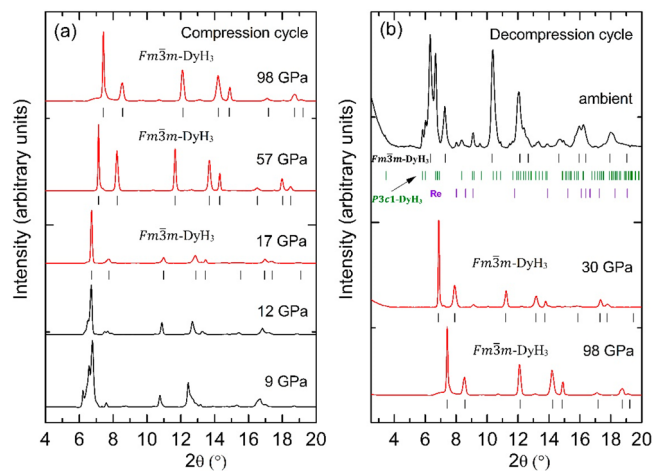 (a) Compression cycle
Fm3̅m-DyH₃
98 GPa
57 GPa
Fm3̅m-DyH₃
17 GPa
Fm3̅m-DyH₃
12 GPa
9 GPa
4 6 8 10 12 14 16 18 20
2θ (°)
Intensity (arbitrary units)
(b) Decompression cycle
ambient
Fm3̅m-DyH₃
P3c1-DyH₃
Re
Fm3̅m-DyH₃
30 GPa
Fm3̅m-DyH₃
98 GPa
4 6 8 10 12 14 16 18 20
2θ (°)
Intensity (arbitrary units)